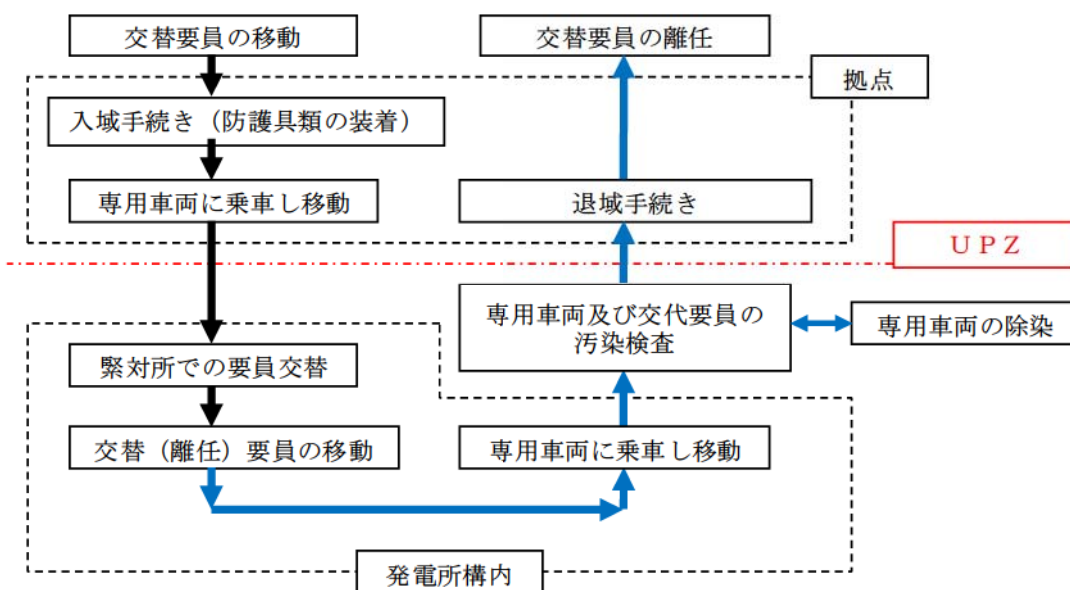 交替要員の移動
交替要員の離任
拠点
入域手続き（防護具類の装着）
専用車両に乗車し移動
退域手続き
ＵＰＺ
専用車両及び交代要員の
汚染検査
専用車両の除染
緊対所での要員交替
交替（離任）要員の移動
専用車両に乗車し移動
発電所構内